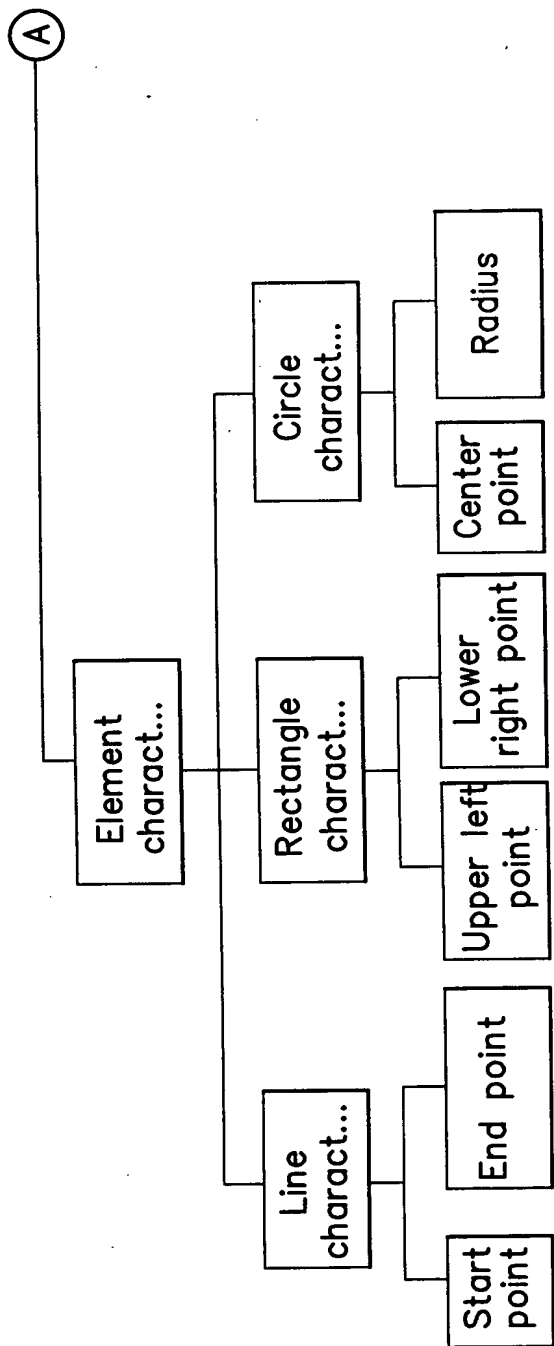 A
Element
charact...
Line
charact...
Rectangle
charact...
Circle
charact...
Start
point
End point
Upper left
point
Lower
right point
Center
point
Radius